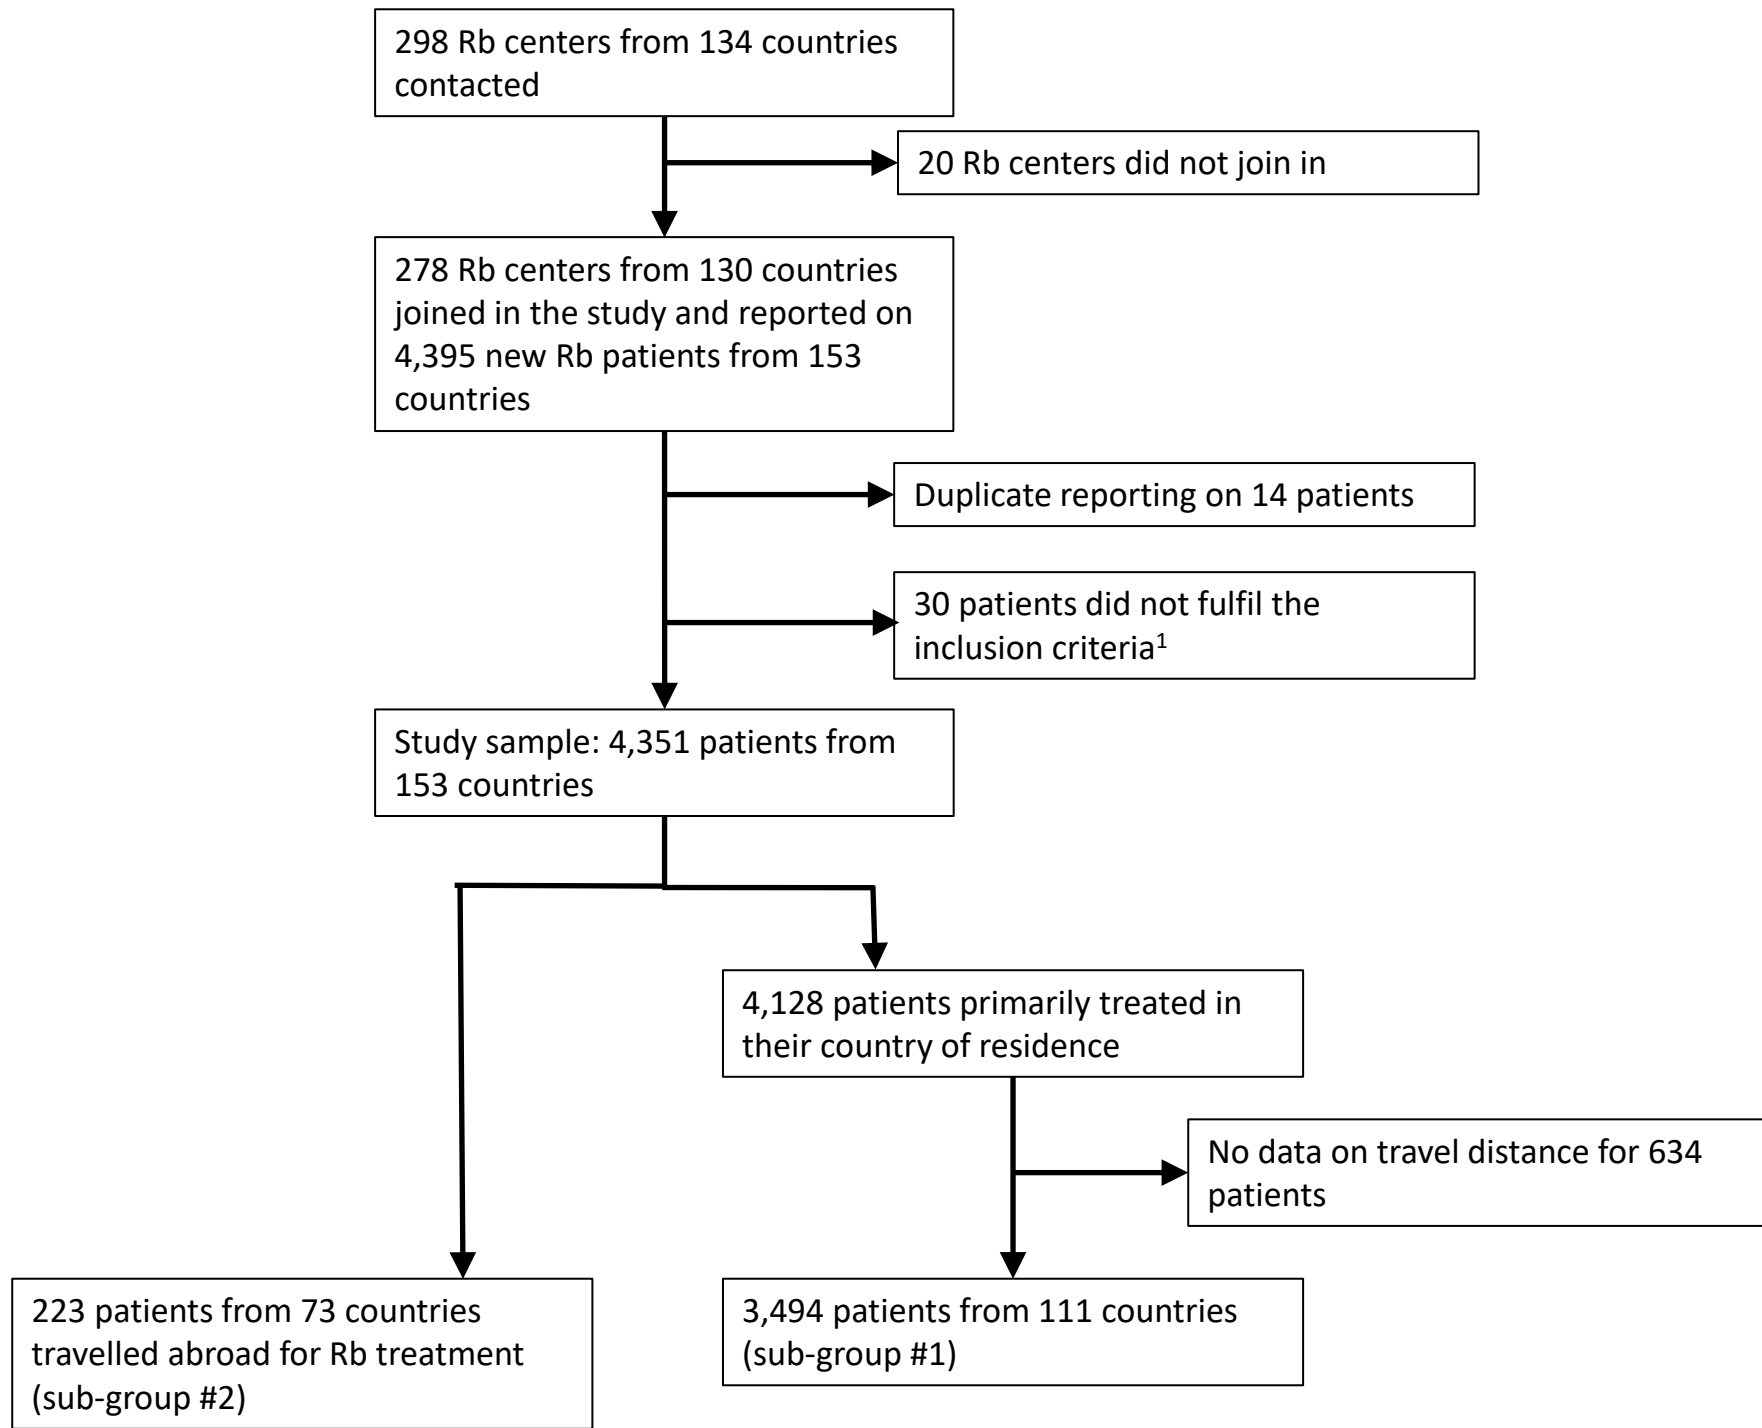 298 Rb centers from 134 countries
contacted
20 Rb centers did not join in
278 Rb centers from 130 countries
joined in the study and reported on
4,395 new Rb patients from 153
countries
Duplicate reporting on 14 patients
30 patients did not fulfil the
inclusion criteria¹
Study sample: 4,351 patients from
153 countries
4,128 patients primarily treated in
their country of residence
No data on travel distance for 634
patients
223 patients from 73 countries
travelled abroad for Rb treatment
(sub-group #2)
3,494 patients from 111 countries
(sub-group #1)